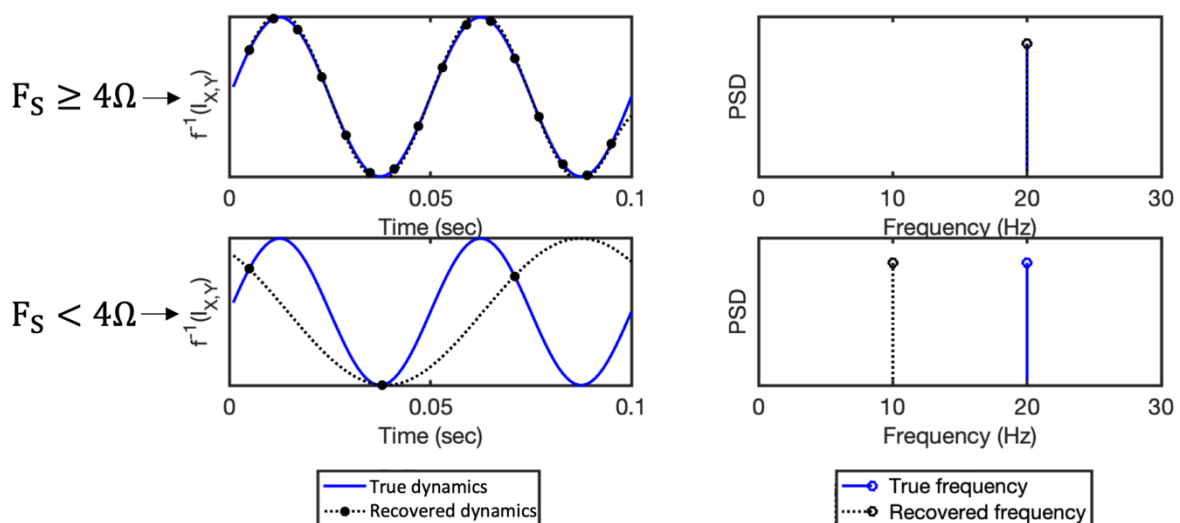 F_S ≥ 4Ω
f⁻¹(I_X,Y)
0
0.05
0.1
Time (sec)
PSD
0
10
20
30
Frequency (Hz)
F_S < 4Ω
f⁻¹(I_X,Y)
0
0.05
0.1
Time (sec)
PSD
0
10
20
30
Frequency (Hz)
True dynamics
Recovered dynamics
True frequency
Recovered frequency